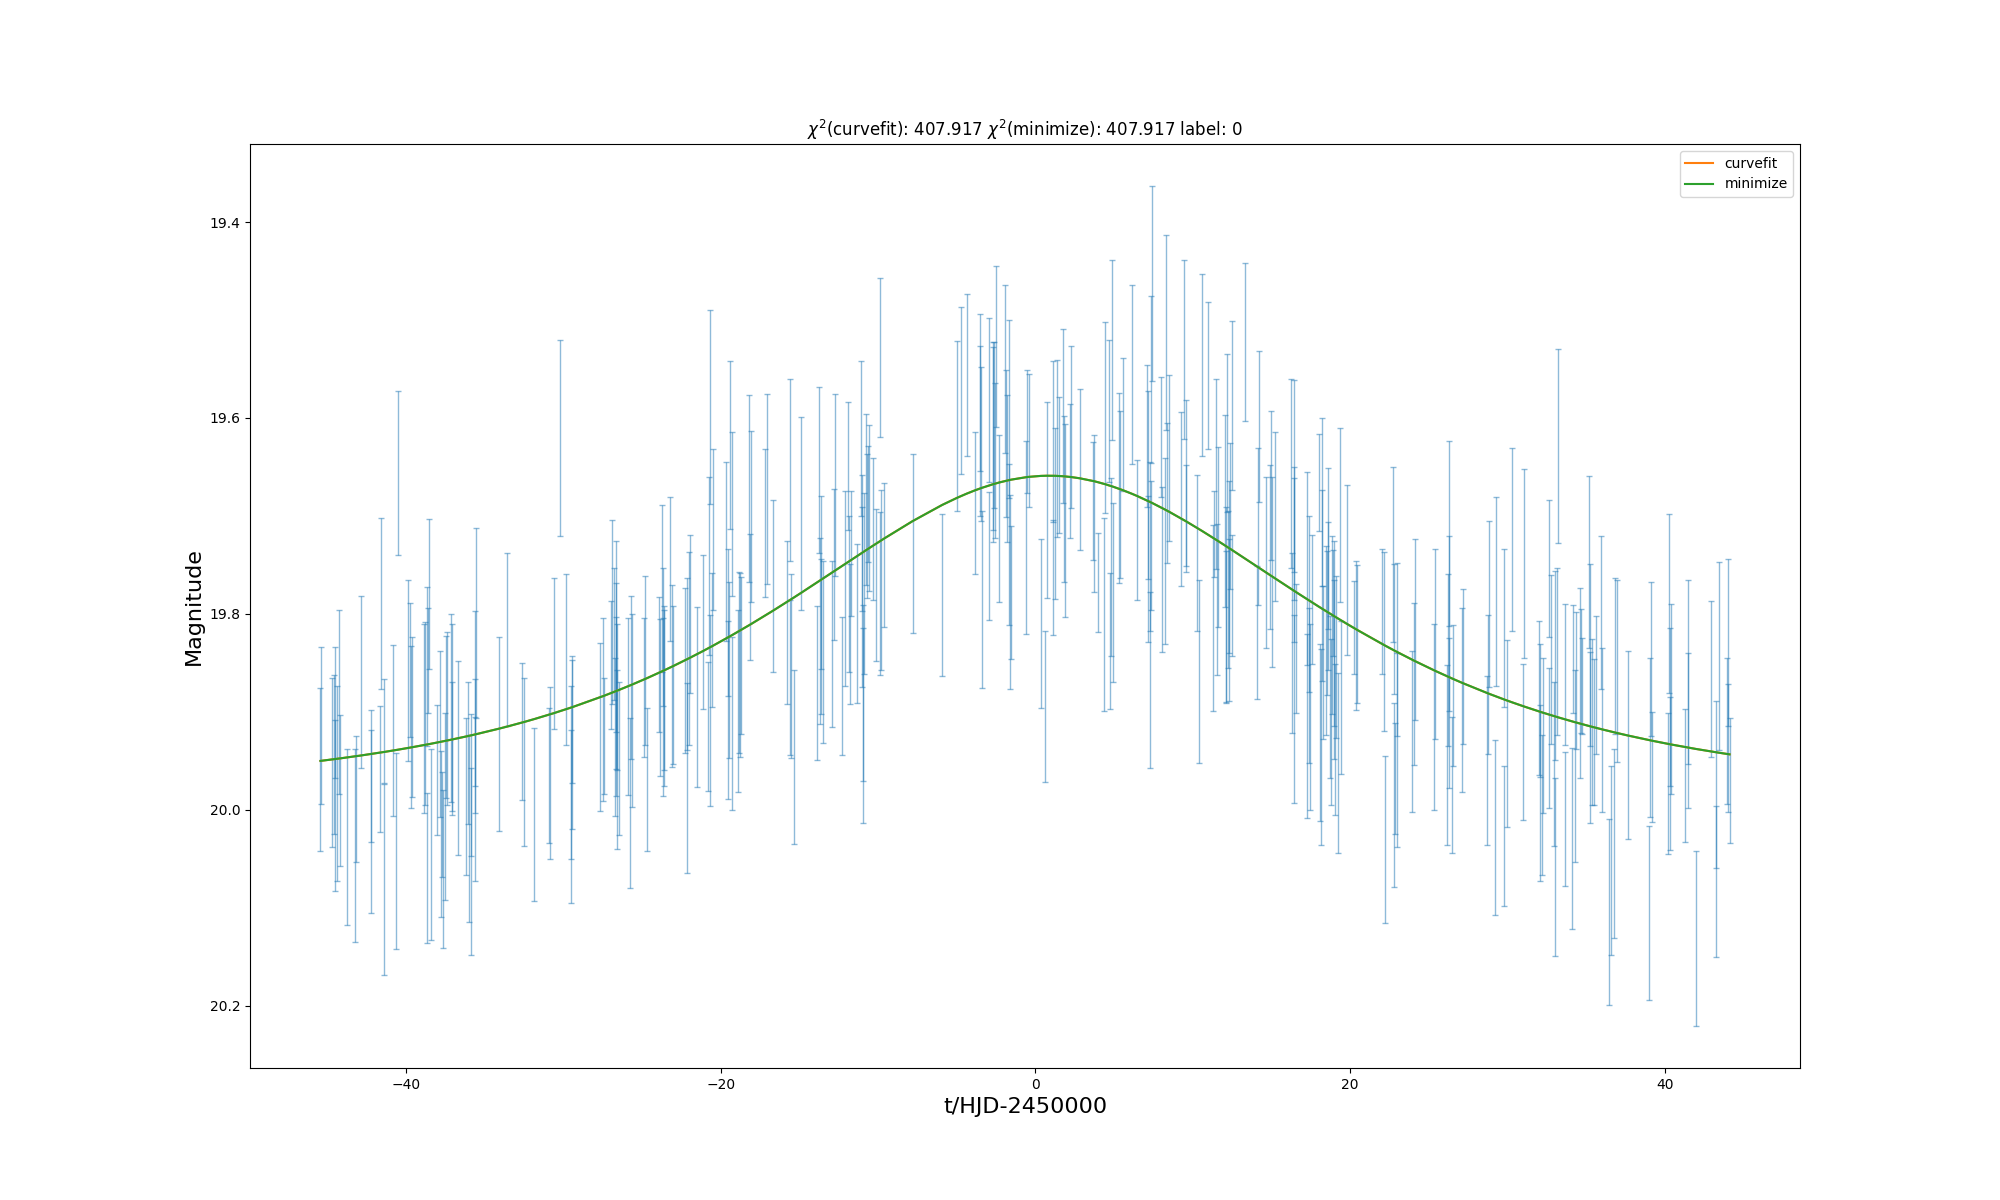 χ²(curvefit): 407.917 χ²(minimize): 407.917 label: 0
curvefit
minimize
19.4
19.6
19.8
20.0
20.2
Magnitude
−40
−20
0
20
40
t/HJD-2450000